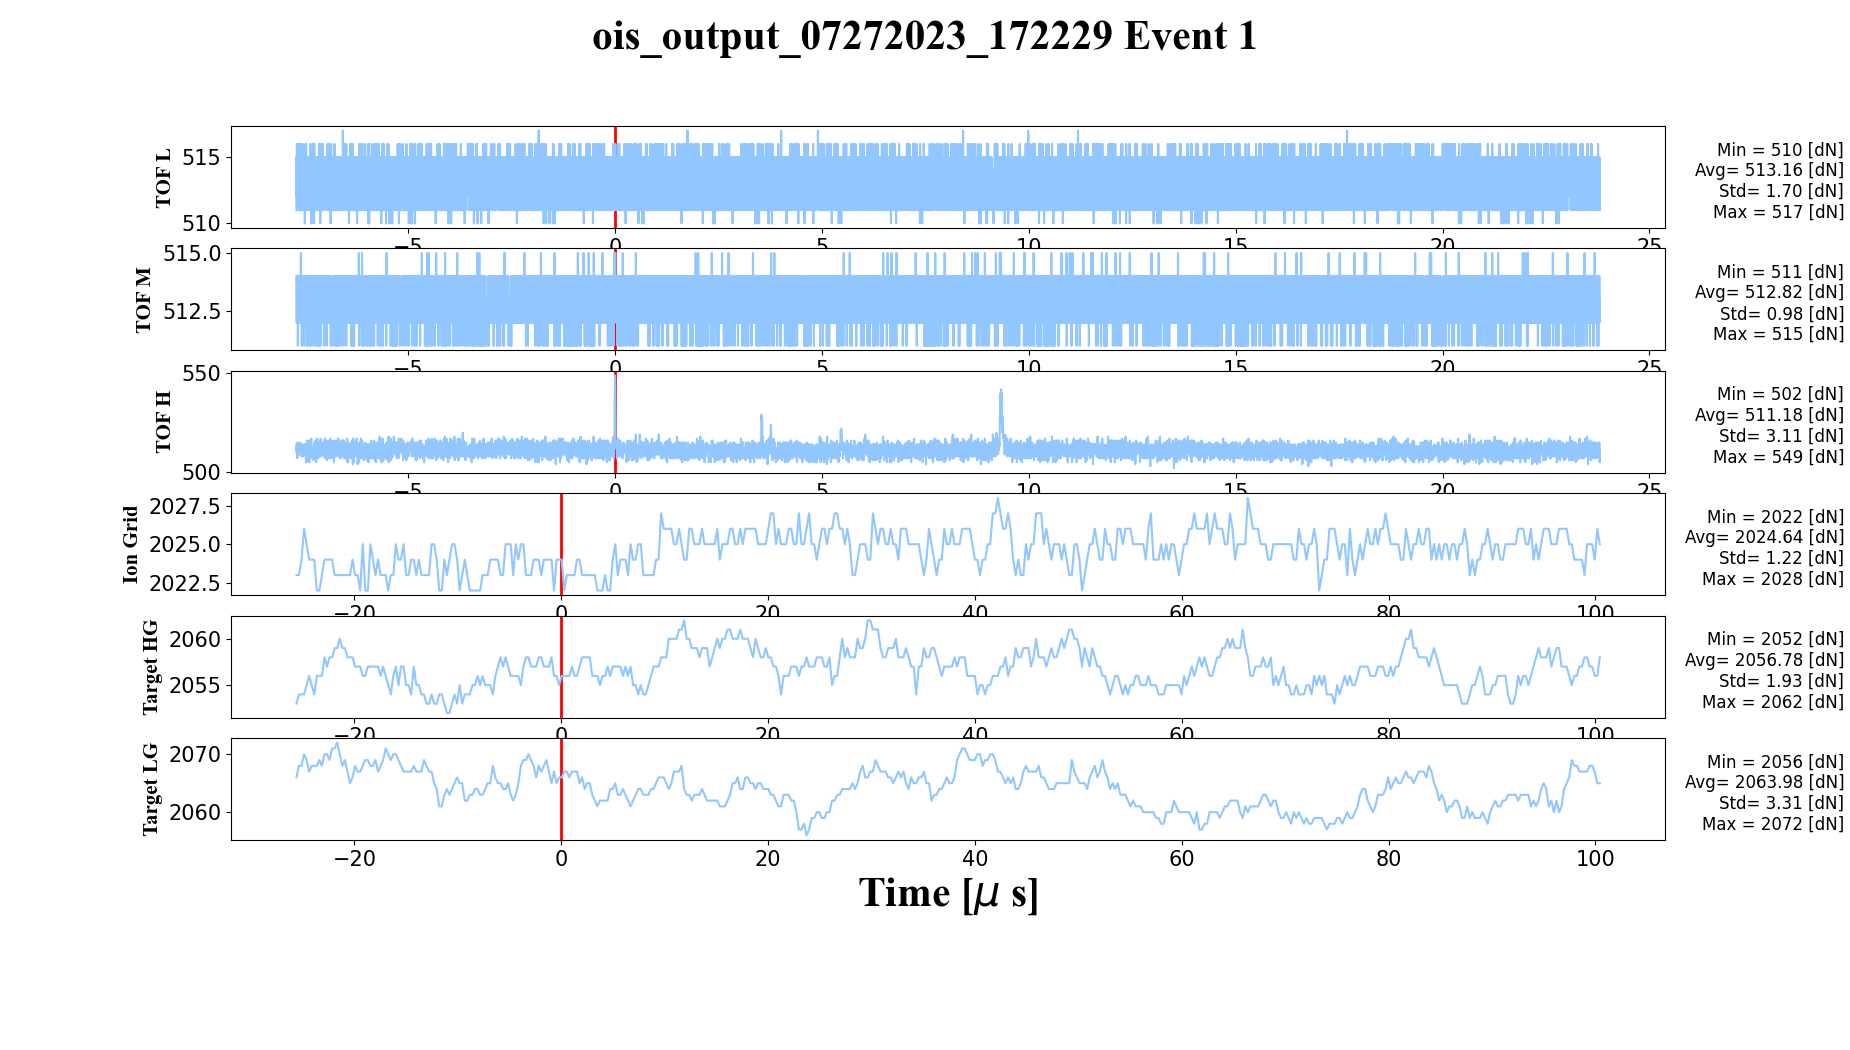 ois_output_07272023_172229 Event 1
TOF L
515
510
Min = 510 [dN]
Avg= 513.16 [dN]
Std= 1.70 [dN]
Max = 517 [dN]
−5 0 5 10 15 20 25
TOF M
515.0
512.5
Min = 511 [dN]
Avg= 512.82 [dN]
Std= 0.98 [dN]
Max = 515 [dN]
−5 0 5 10 15 20 25
TOF H
550
500
Min = 502 [dN]
Avg= 511.18 [dN]
Std= 3.11 [dN]
Max = 549 [dN]
−5 0 5 10 15 20 25
Ion Grid
2027.5
2025.0
2022.5
Min = 2022 [dN]
Avg= 2024.64 [dN]
Std= 1.22 [dN]
Max = 2028 [dN]
−20 0 20 40 60 80 100
Target HG
2060
2055
Min = 2052 [dN]
Avg= 2056.78 [dN]
Std= 1.93 [dN]
Max = 2062 [dN]
−20 0 20 40 60 80 100
Target LG
2070
2060
Min = 2056 [dN]
Avg= 2063.98 [dN]
Std= 3.31 [dN]
Max = 2072 [dN]
−20 0 20 40 60 80 100
Time [μ s]